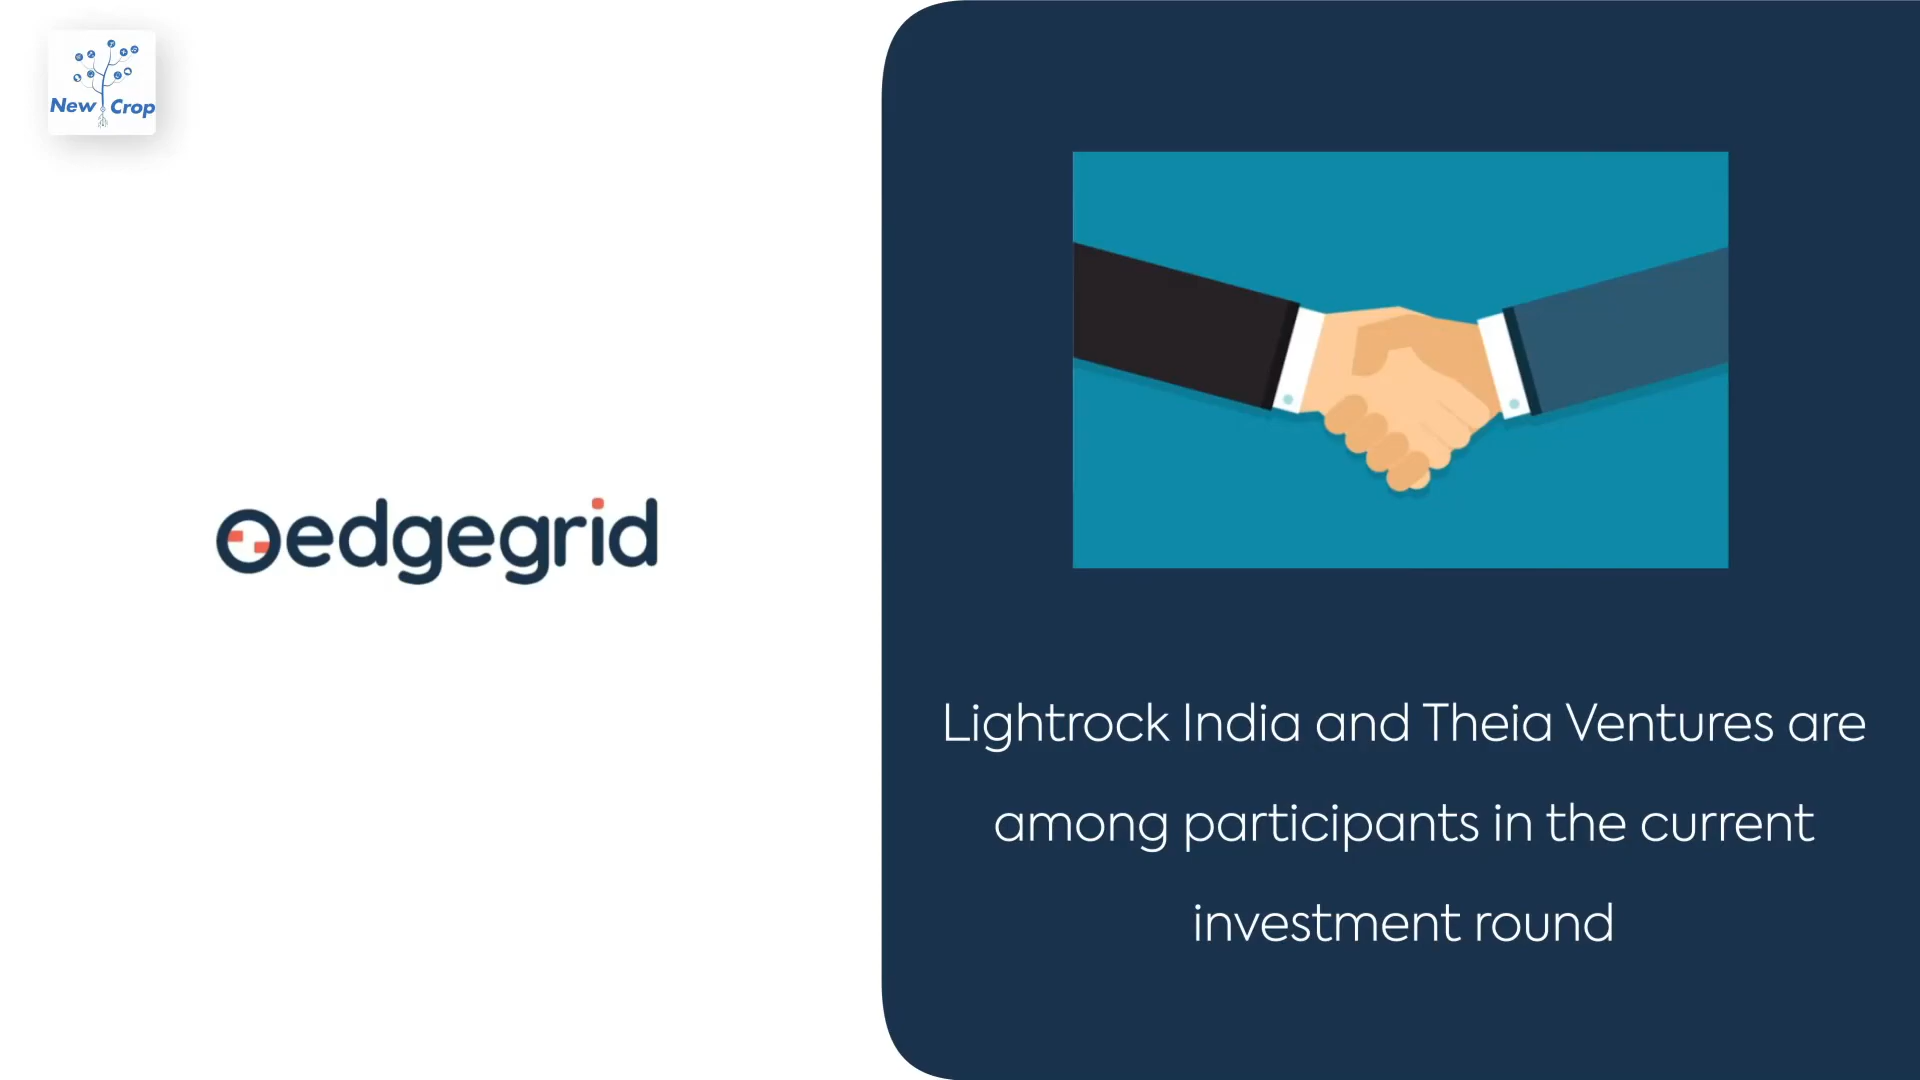 New Crop
edgegrid
Lightrock India and Theia Ventures are
among participants in the current
investment round